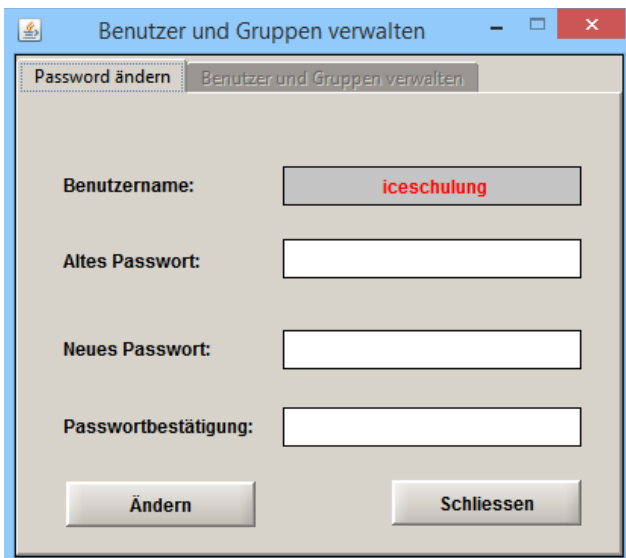 Benutzer und Gruppen verwalten
Password ändern Benutzer und Gruppen verwalten
Benutzername: iceschulung
Altes Passwort:
Neues Passwort:
Passwortbestätigung:
Ändern Schliessen